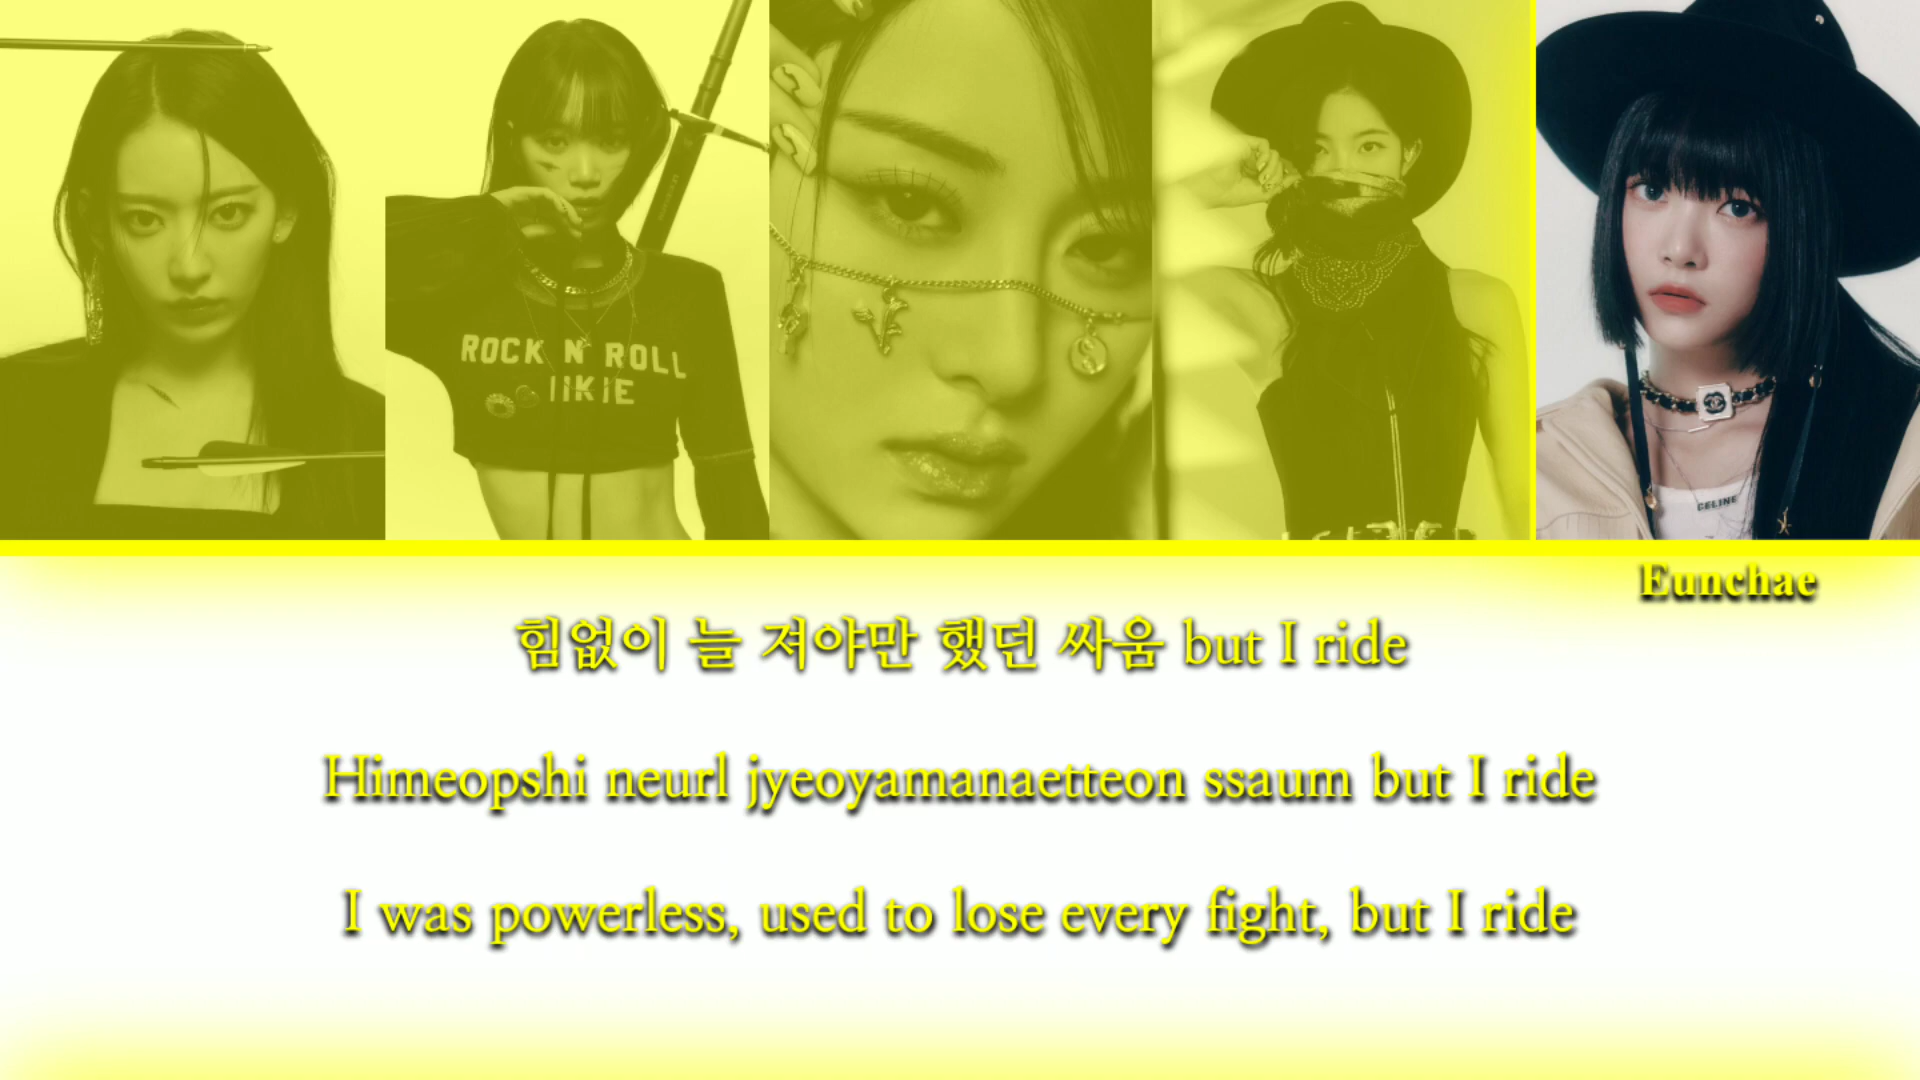 ROCK N ROLL
CELINE
Eunchae
힘없이 늘 져야만 했던 싸움 but I ride
Himeopshi neurl jyeoyamanaetteon ssaum but I ride
I was powerless, used to lose every fight, but I ride